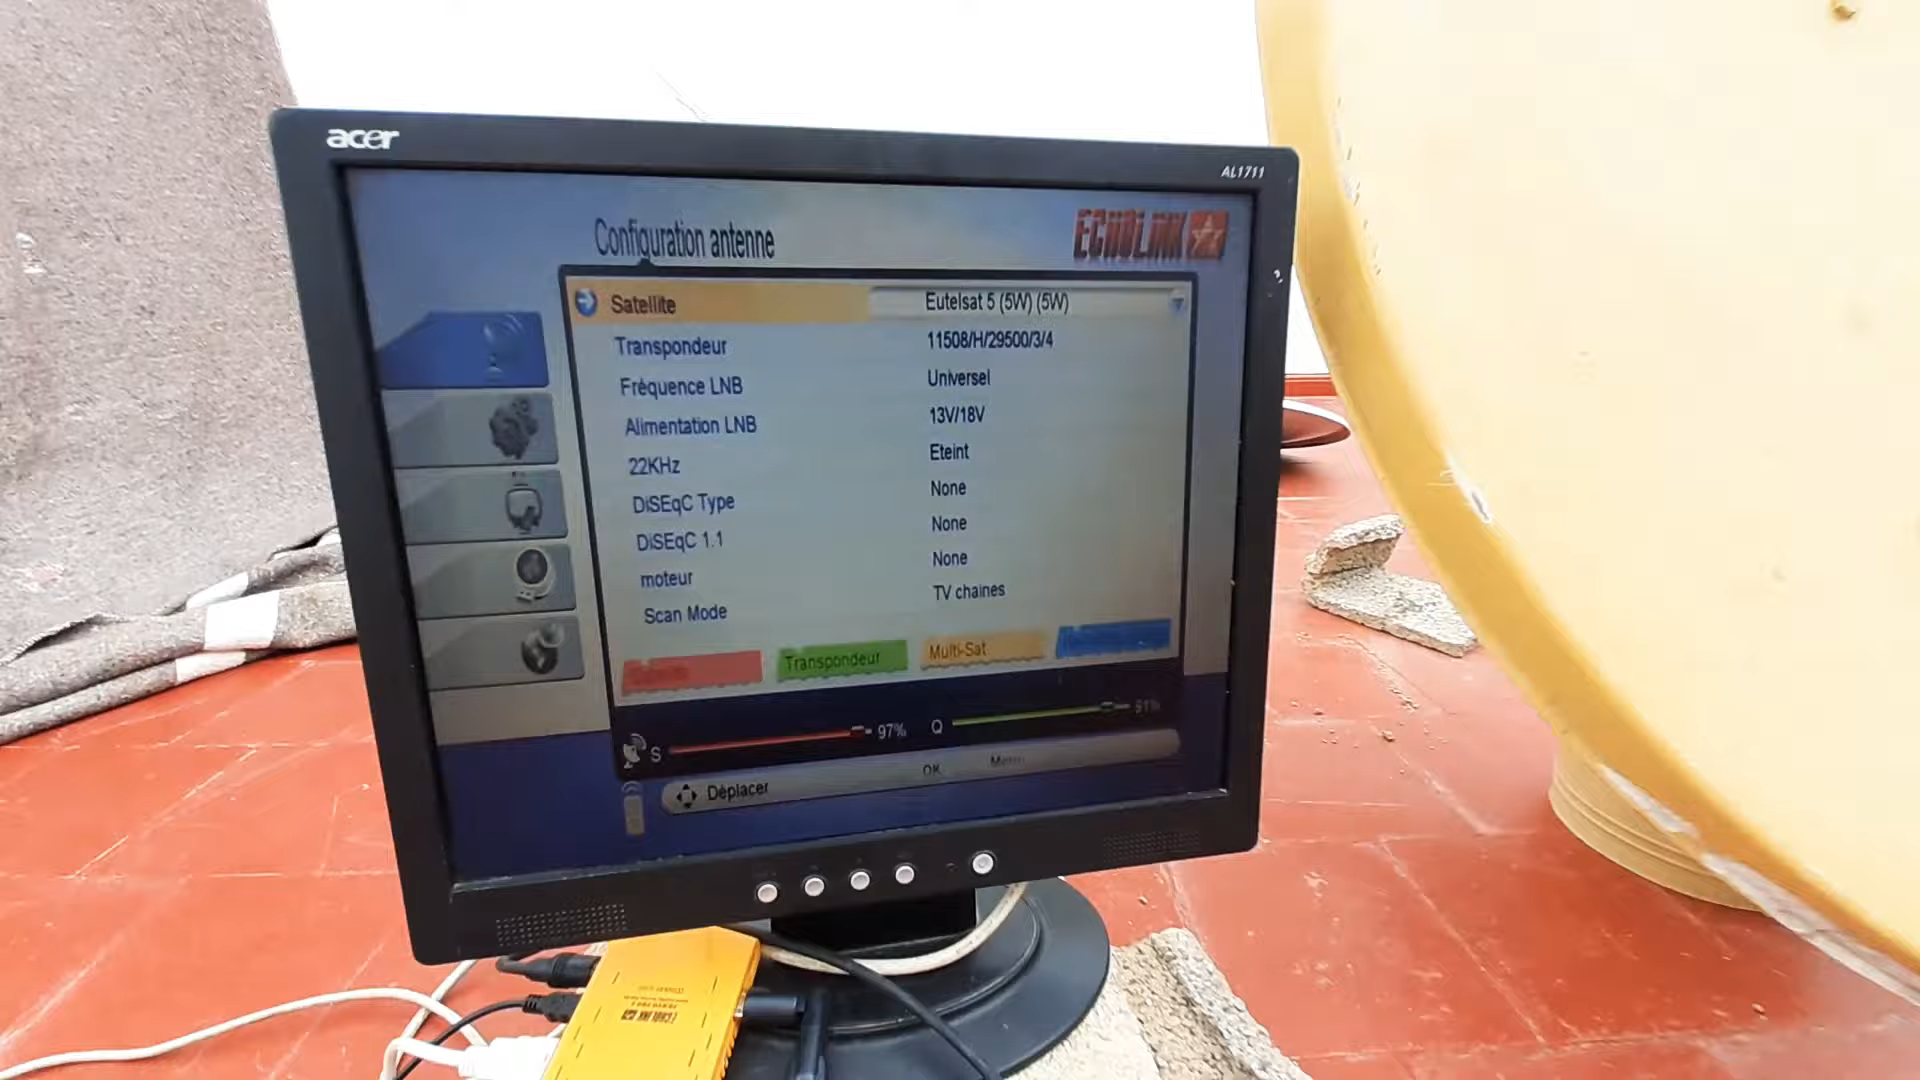 acer
AL1711
Configuration antenne
ECHOLINK
Satellite Eutelsat 5 (5W) (5W)
Transpondeur 11508/H/29500/3/4
Fréquence LNB Universel
Alimentation LNB 13V/18V
22KHz Eteint
DiSEqC Type None
DiSEqC 1.1 None
moteur None
Scan Mode TV chaines
Transpondeur Multi-Sat
S 97% Q
Déplacer OK Menu
ECHOLINK